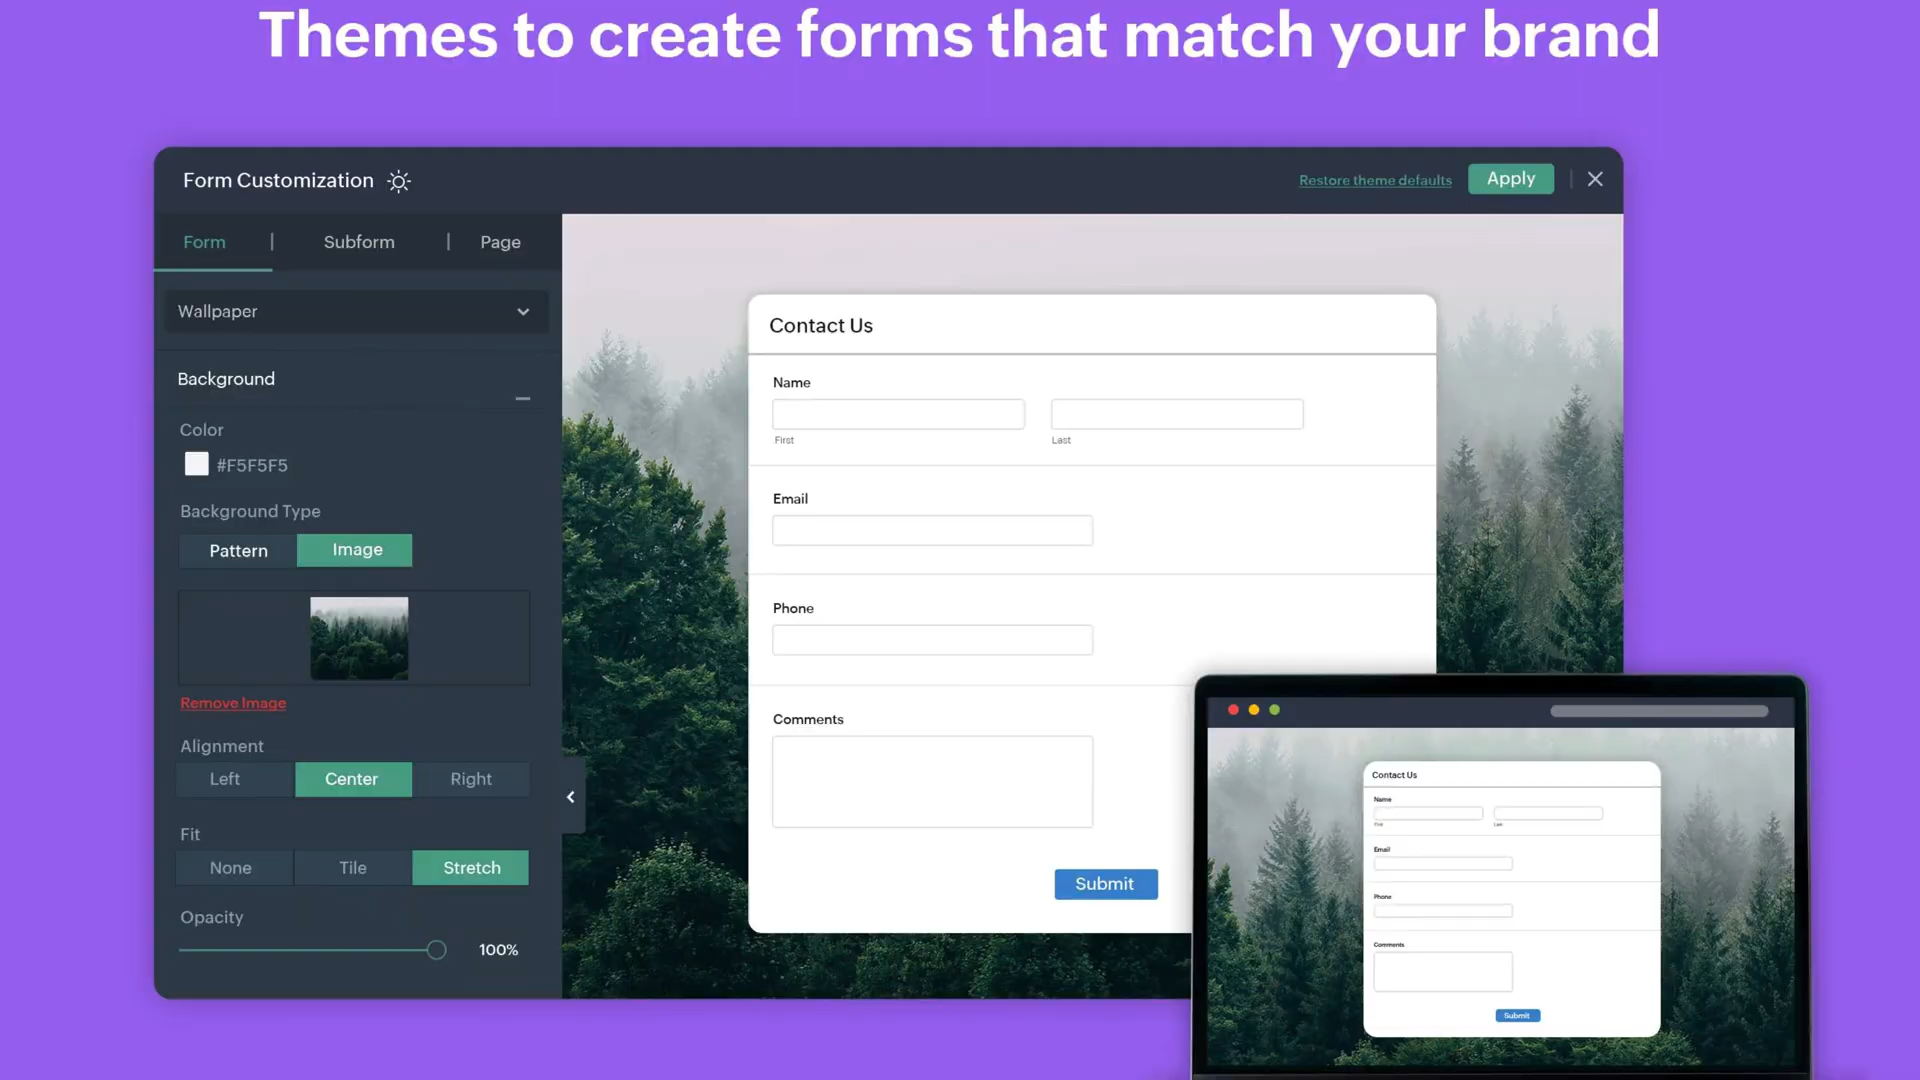 Themes to create forms that match your brand
Form Customization
Restore theme defaults
Apply
Form | Subform | Page
Wallpaper
Background
Color
#F5F5F5
Background Type
Pattern
Image
Remove Image
Alignment
Left
Center
Right
Fit
None
Tile
Stretch
Opacity
100%
Contact Us
Name
First
Last
Email
Phone
Comments
Submit
Contact Us
Name
First
Last
Email
Phone
Comments
Submit